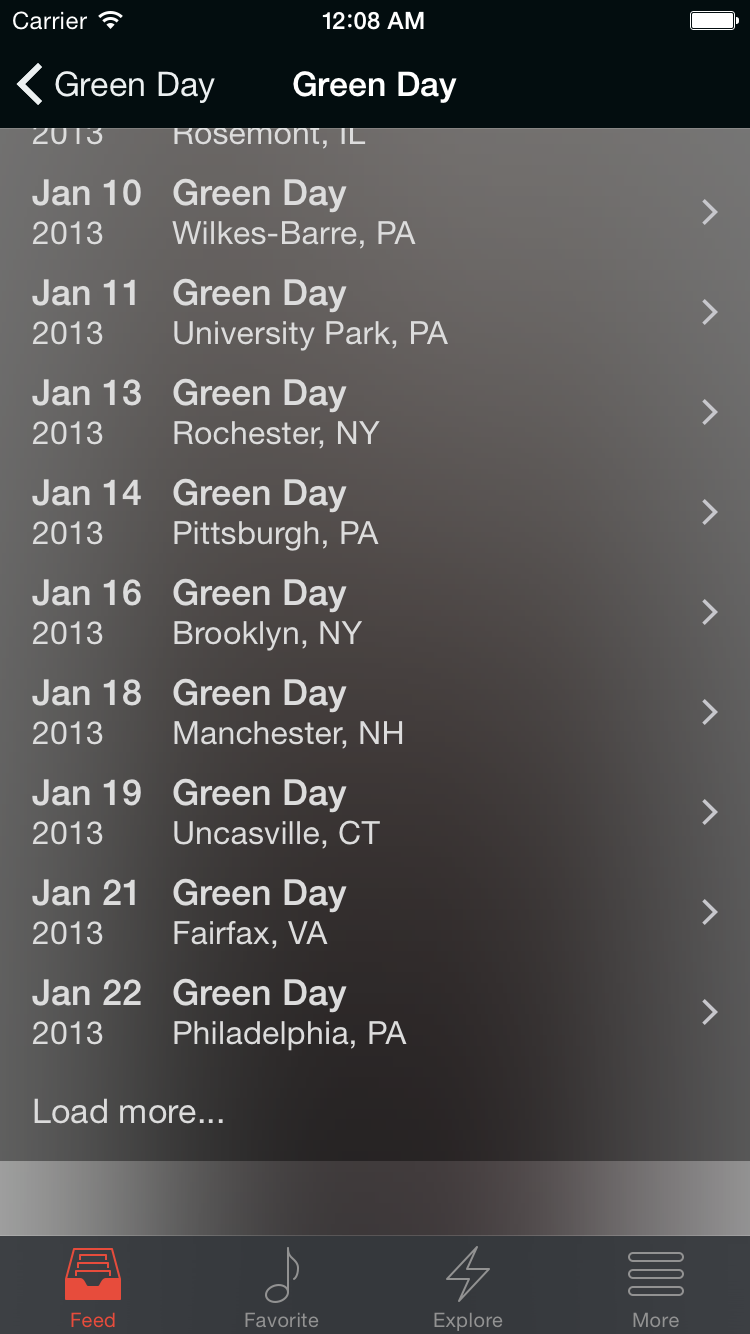 Carrier 12:08 AM
Green Day Green Day
2013 Rosemont, IL
Jan 10 Green Day
2013 Wilkes-Barre, PA
Jan 11 Green Day
2013 University Park, PA
Jan 13 Green Day
2013 Rochester, NY
Jan 14 Green Day
2013 Pittsburgh, PA
Jan 16 Green Day
2013 Brooklyn, NY
Jan 18 Green Day
2013 Manchester, NH
Jan 19 Green Day
2013 Uncasville, CT
Jan 21 Green Day
2013 Fairfax, VA
Jan 22 Green Day
2013 Philadelphia, PA
Load more...
Feed Favorite Explore More